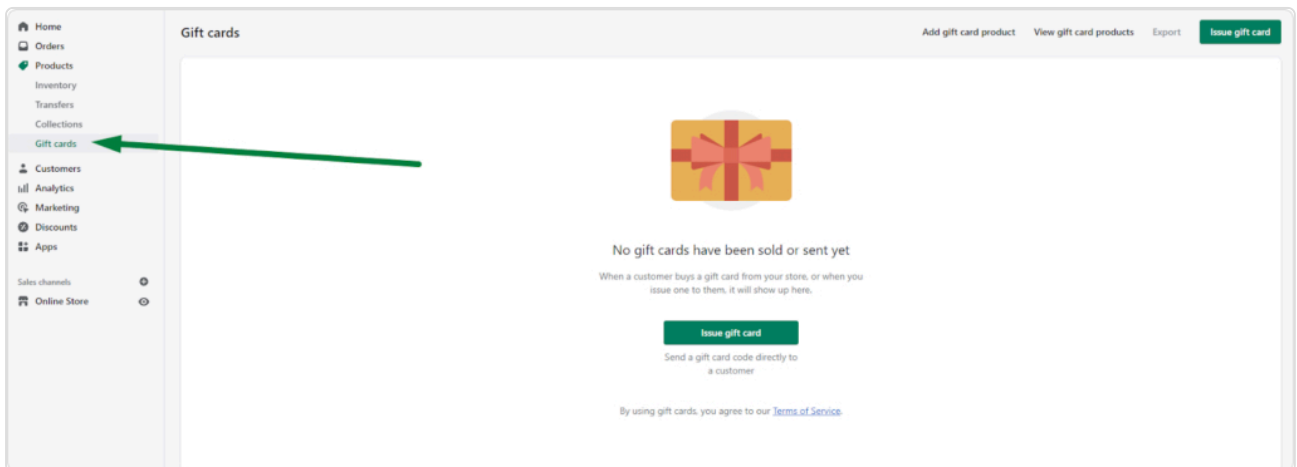 Home
Orders
Products
Inventory
Transfers
Collections
Gift cards
Customers
Analytics
Marketing
Discounts
Apps
Sales channels
Online Store
Gift cards
Add gift card product View gift card products Export Issue gift card
No gift cards have been sold or sent yet
When a customer buys a gift card from your store, or when you
issue one to them, it will show up here.
Issue gift card
Send a gift card code directly to
a customer
By using gift cards, you agree to our Terms of Service.